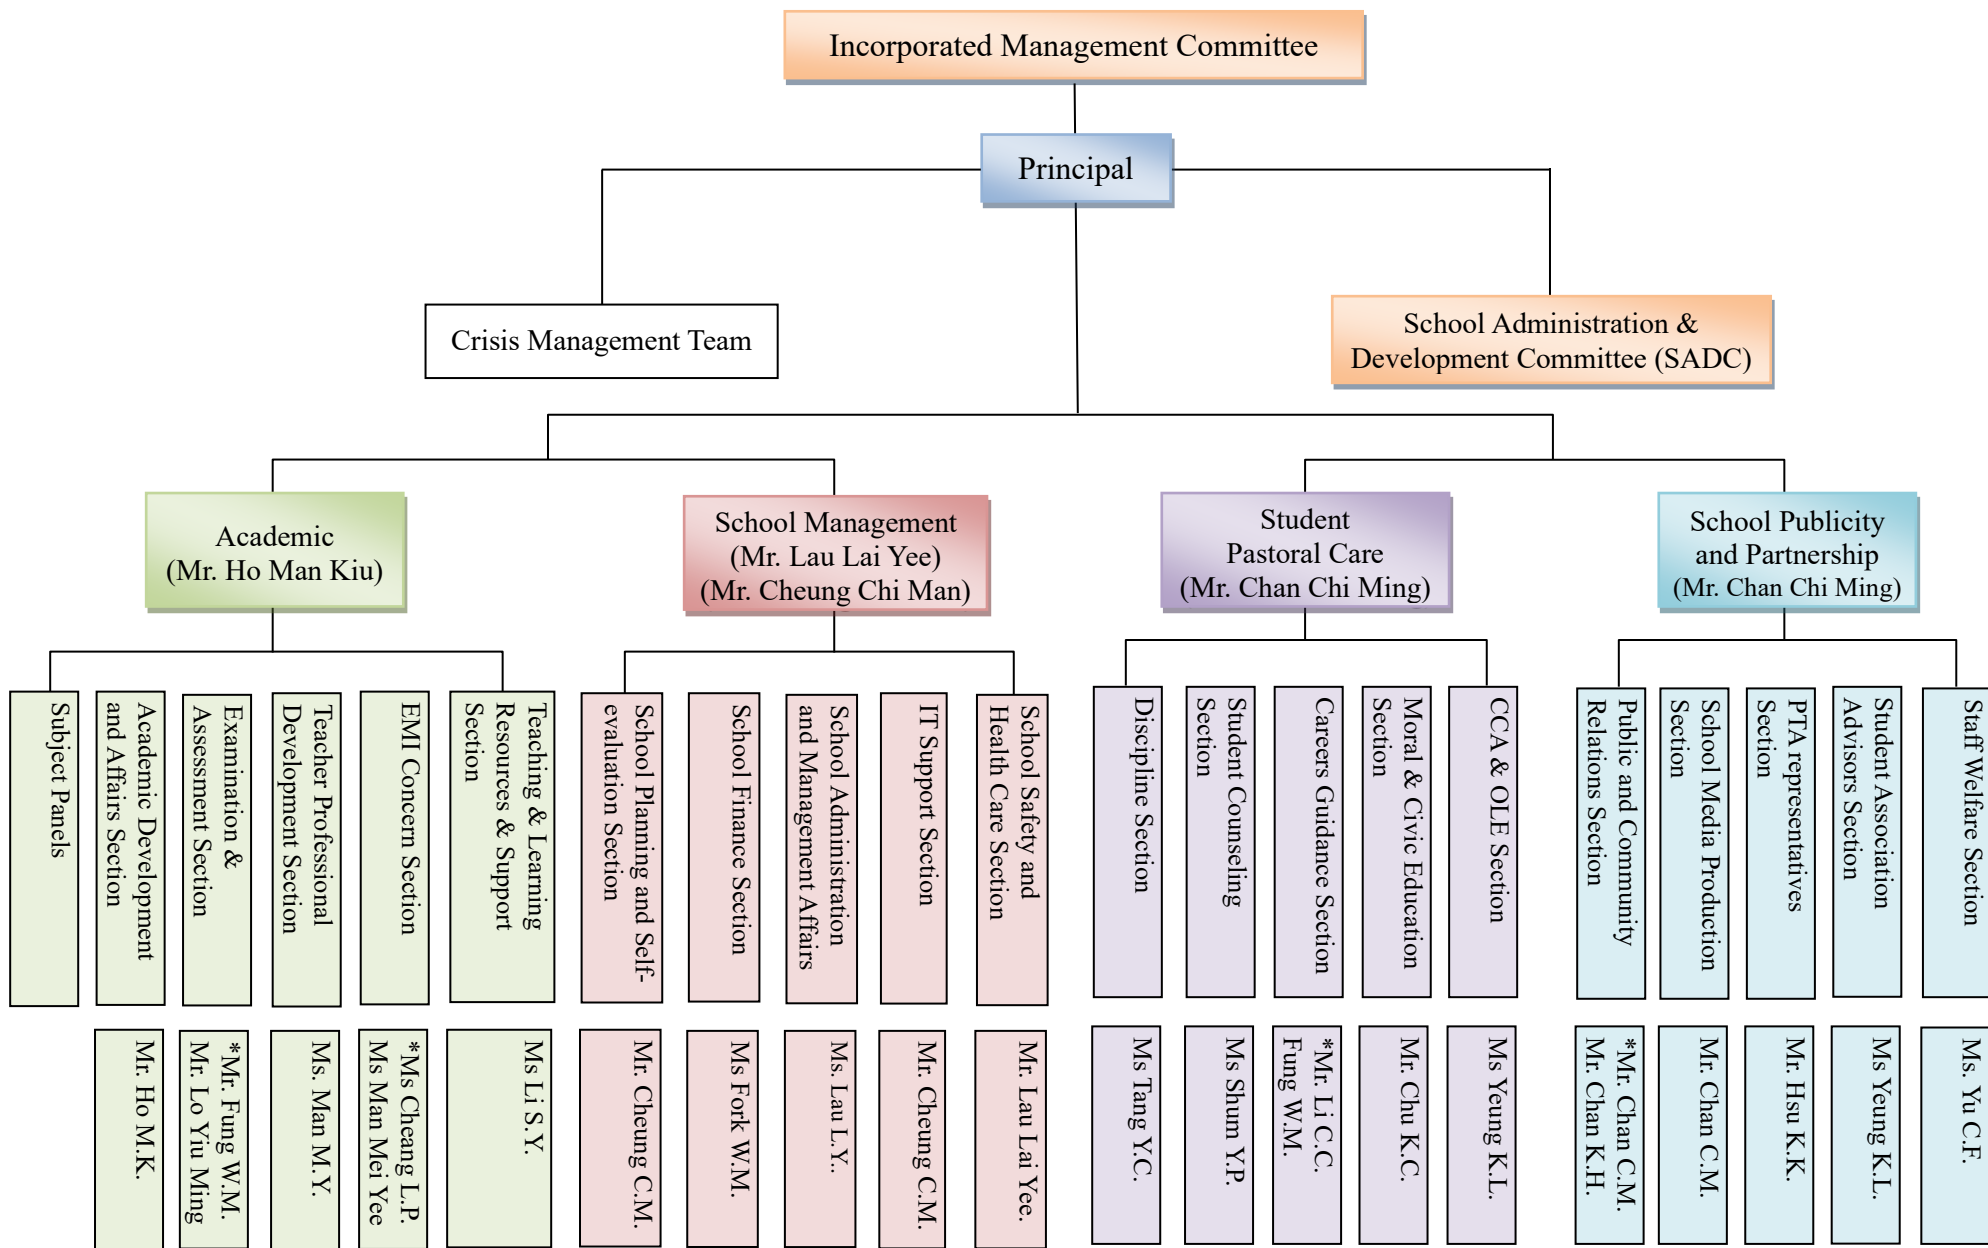 Incorporated Management Committee
Principal
Crisis Management Team
School Administration &
Development Committee (SADC)
Academic
(Mr. Ho Man Kiu)
School Management
(Mr. Lau Lai Yee)
(Mr. Cheung Chi Man)
Student
Pastoral Care
(Mr. Chan Chi Ming)
School Publicity
and Partnership
(Mr. Chan Chi Ming)
Subject Panels
Academic Development
and Affairs Section
Examination &
Assessment Section
Teacher Professional
Development Section
EMI Concern Section
Teaching & Learning
Resources & Support
Section
School Planning and Self-
evaluation Section
School Finance Section
School Administration
and Management Affairs
IT Support Section
School Safety and
Health Care Section
Discipline Section
Student Counseling
Section
Careers Guidance Section
Moral & Civic Education
Section
CCA & OLE Section
Public and Community
Relations Section
School Media Production
Section
PTA representatives
Section
Student Association
Advisors Section
Staff Welfare Section
Mr. Ho M.K.
*Mr. Fung W.M.
Mr. Lo Yiu Ming
Ms. Man M.Y.
*Ms Cheang L.P.
Ms Man Mei Yee
Ms Li S.Y.
Mr. Cheung C.M.
Ms Fork W.M.
Ms. Lau L.Y..
Mr. Cheung C.M.
Mr. Lau Lai Yee.
Ms Tang Y.C.
Ms Shum Y.P.
*Mr. Li C.C.
Fung W.M.
Mr. Chu K.C.
Ms Yeung K.L.
*Mr. Chan C.M.
Mr. Chan K.H.
Mr. Chan C.M.
Mr. Hsu K.K.
Ms Yeung K.L.
Ms. Yu C.F.